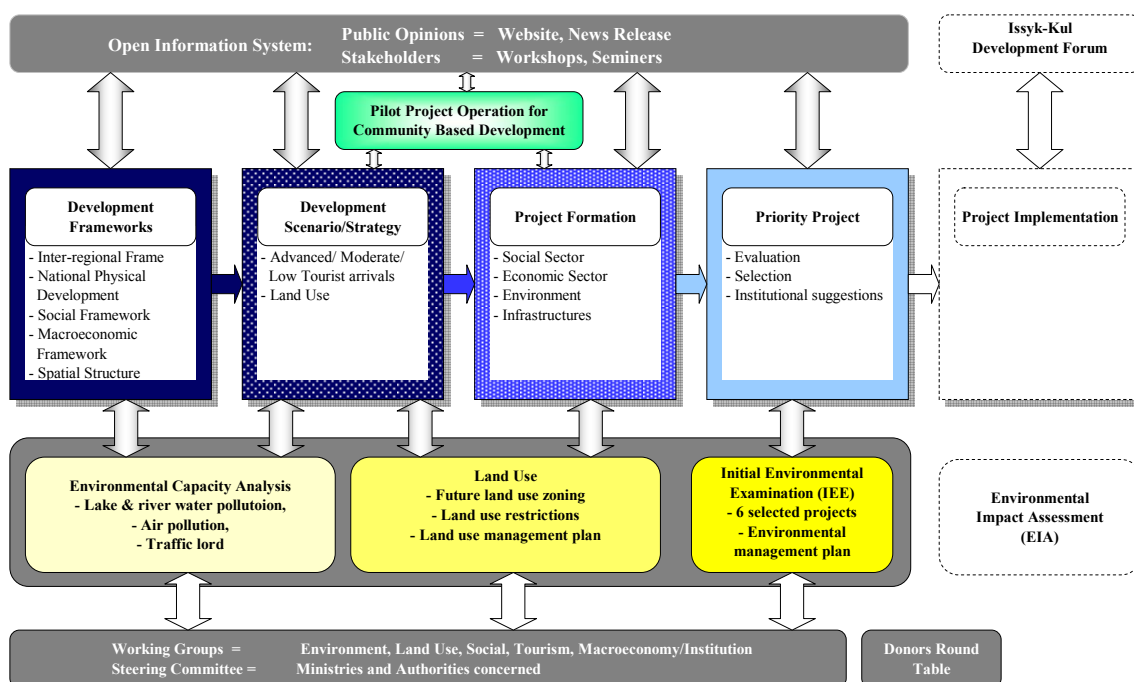 Open Information System:
Public Opinions = Website, News Release
Stakeholders = Workshops, Seminers
Issyk-Kul
Development Forum
Pilot Project Operation for
Community Based Development
Development
Frameworks
- Inter-regional Frame
- National Physical
Development
- Social Framework
- Macroeconomic
Framework
- Spatial Structure
Development
Scenario/Strategy
- Advanced/ Moderate/
Low Tourist arrivals
- Land Use
Project Formation
- Social Sector
- Economic Sector
- Environment
- Infrastructures
Priority Project
- Evaluation
- Selection
- Institutional suggestions
Project Implementation
Environmental Capacity Analysis
- Lake & river water pollutoion,
- Air pollution,
- Traffic lord
Land Use
- Future land use zoning
- Land use restrictions
- Land use management plan
Initial Environmental
Examination (IEE)
- 6 selected projects
- Environmental
management plan
Environmental
Impact Assessment
(EIA)
Working Groups = Environment, Land Use, Social, Tourism, Macroeconomy/Institution
Steering Committee = Ministries and Authorities concerned
Donors Round
Table